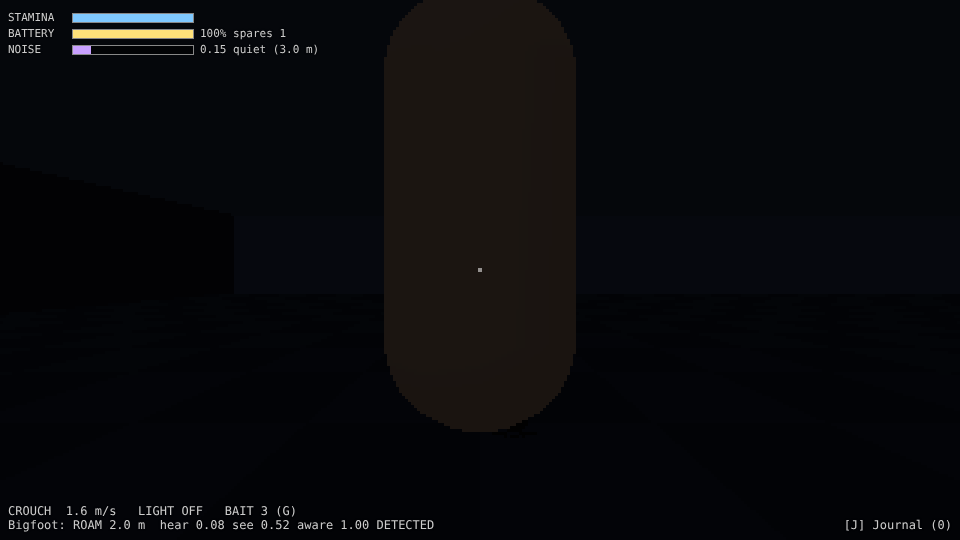 STAMINA
BATTERY 100% spares 1
NOISE 0.15 quiet (3.0 m)
CROUCH 1.6 m/s LIGHT OFF BAIT 3 (G)
Bigfoot: ROAM 2.0 m hear 0.08 see 0.52 aware 1.00 DETECTED
[J] Journal (0)